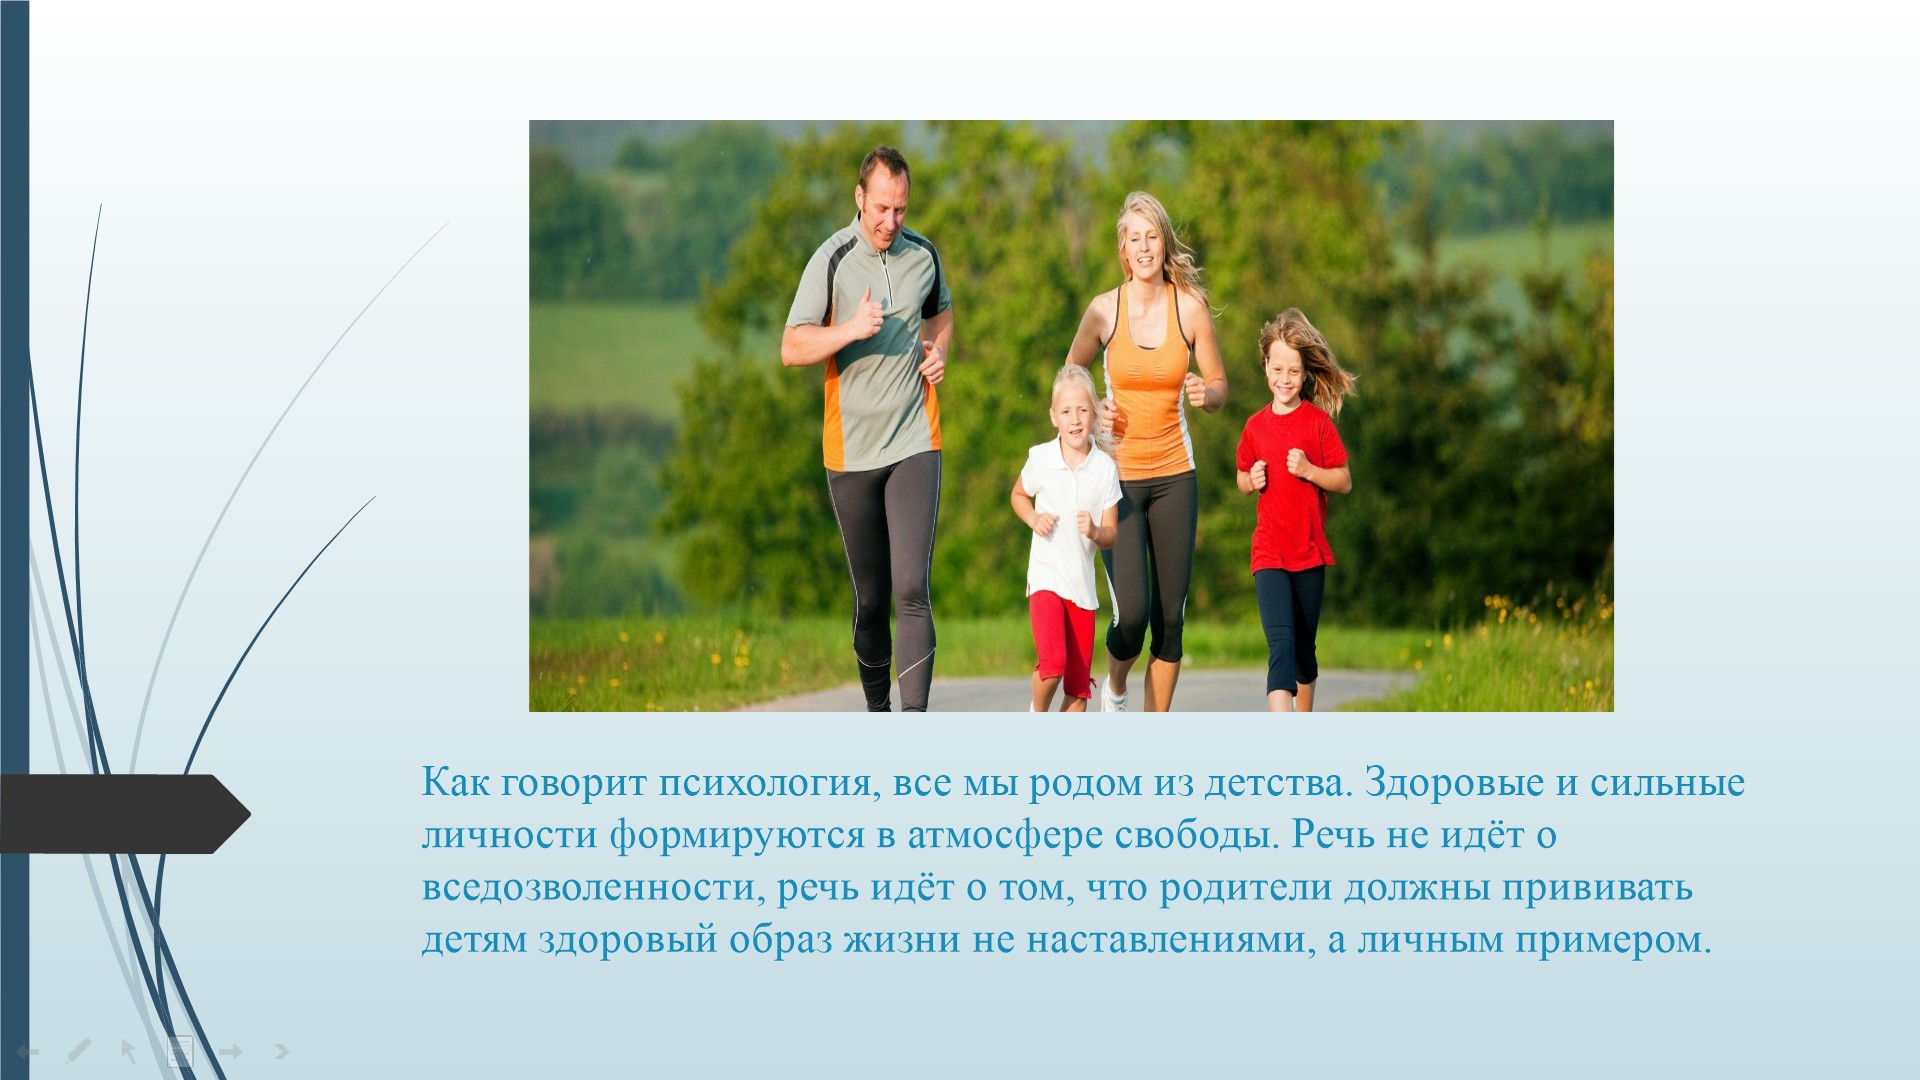 Как говорит психология, все мы родом из детства. Здоровые и сильные
личности формируются в атмосфере свободы. Речь не идёт о
вседозволенности, речь идёт о том, что родители должны прививать
детям здоровый образ жизни не наставлениями, а личным примером.